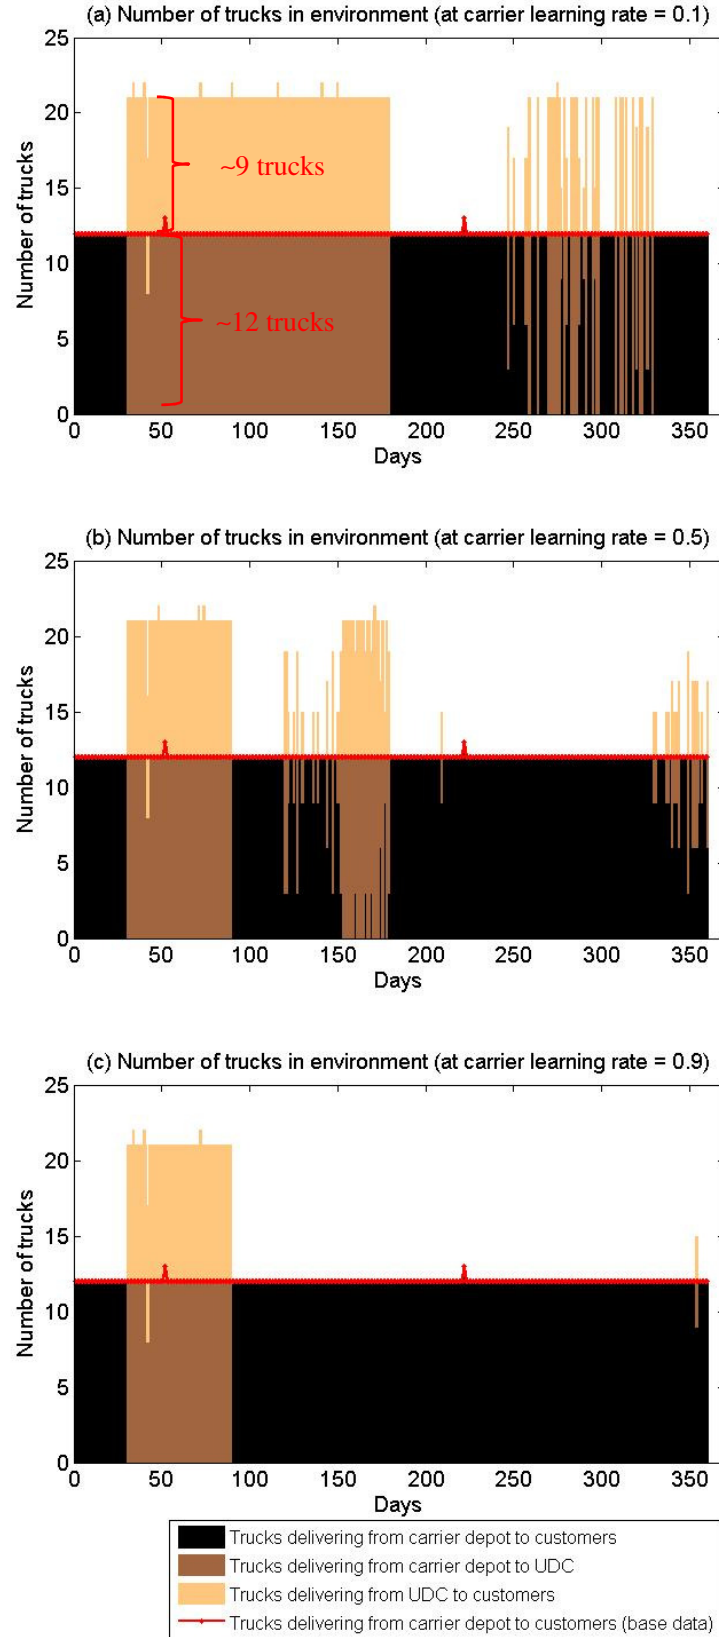 (a) Number of trucks in environment (at carrier learning rate = 0.1)
25
20
15
10
5
0
Number of trucks
~9 trucks
~12 trucks
0 50 100 150 200 250 300 350
Days
(b) Number of trucks in environment (at carrier learning rate = 0.5)
25
20
15
10
5
0
Number of trucks
0 50 100 150 200 250 300 350
Days
(c) Number of trucks in environment (at carrier learning rate = 0.9)
25
20
15
10
5
0
Number of trucks
0 50 100 150 200 250 300 350
Days
Trucks delivering from carrier depot to customers
Trucks delivering from carrier depot to UDC
Trucks delivering from UDC to customers
Trucks delivering from carrier depot to customers (base data)